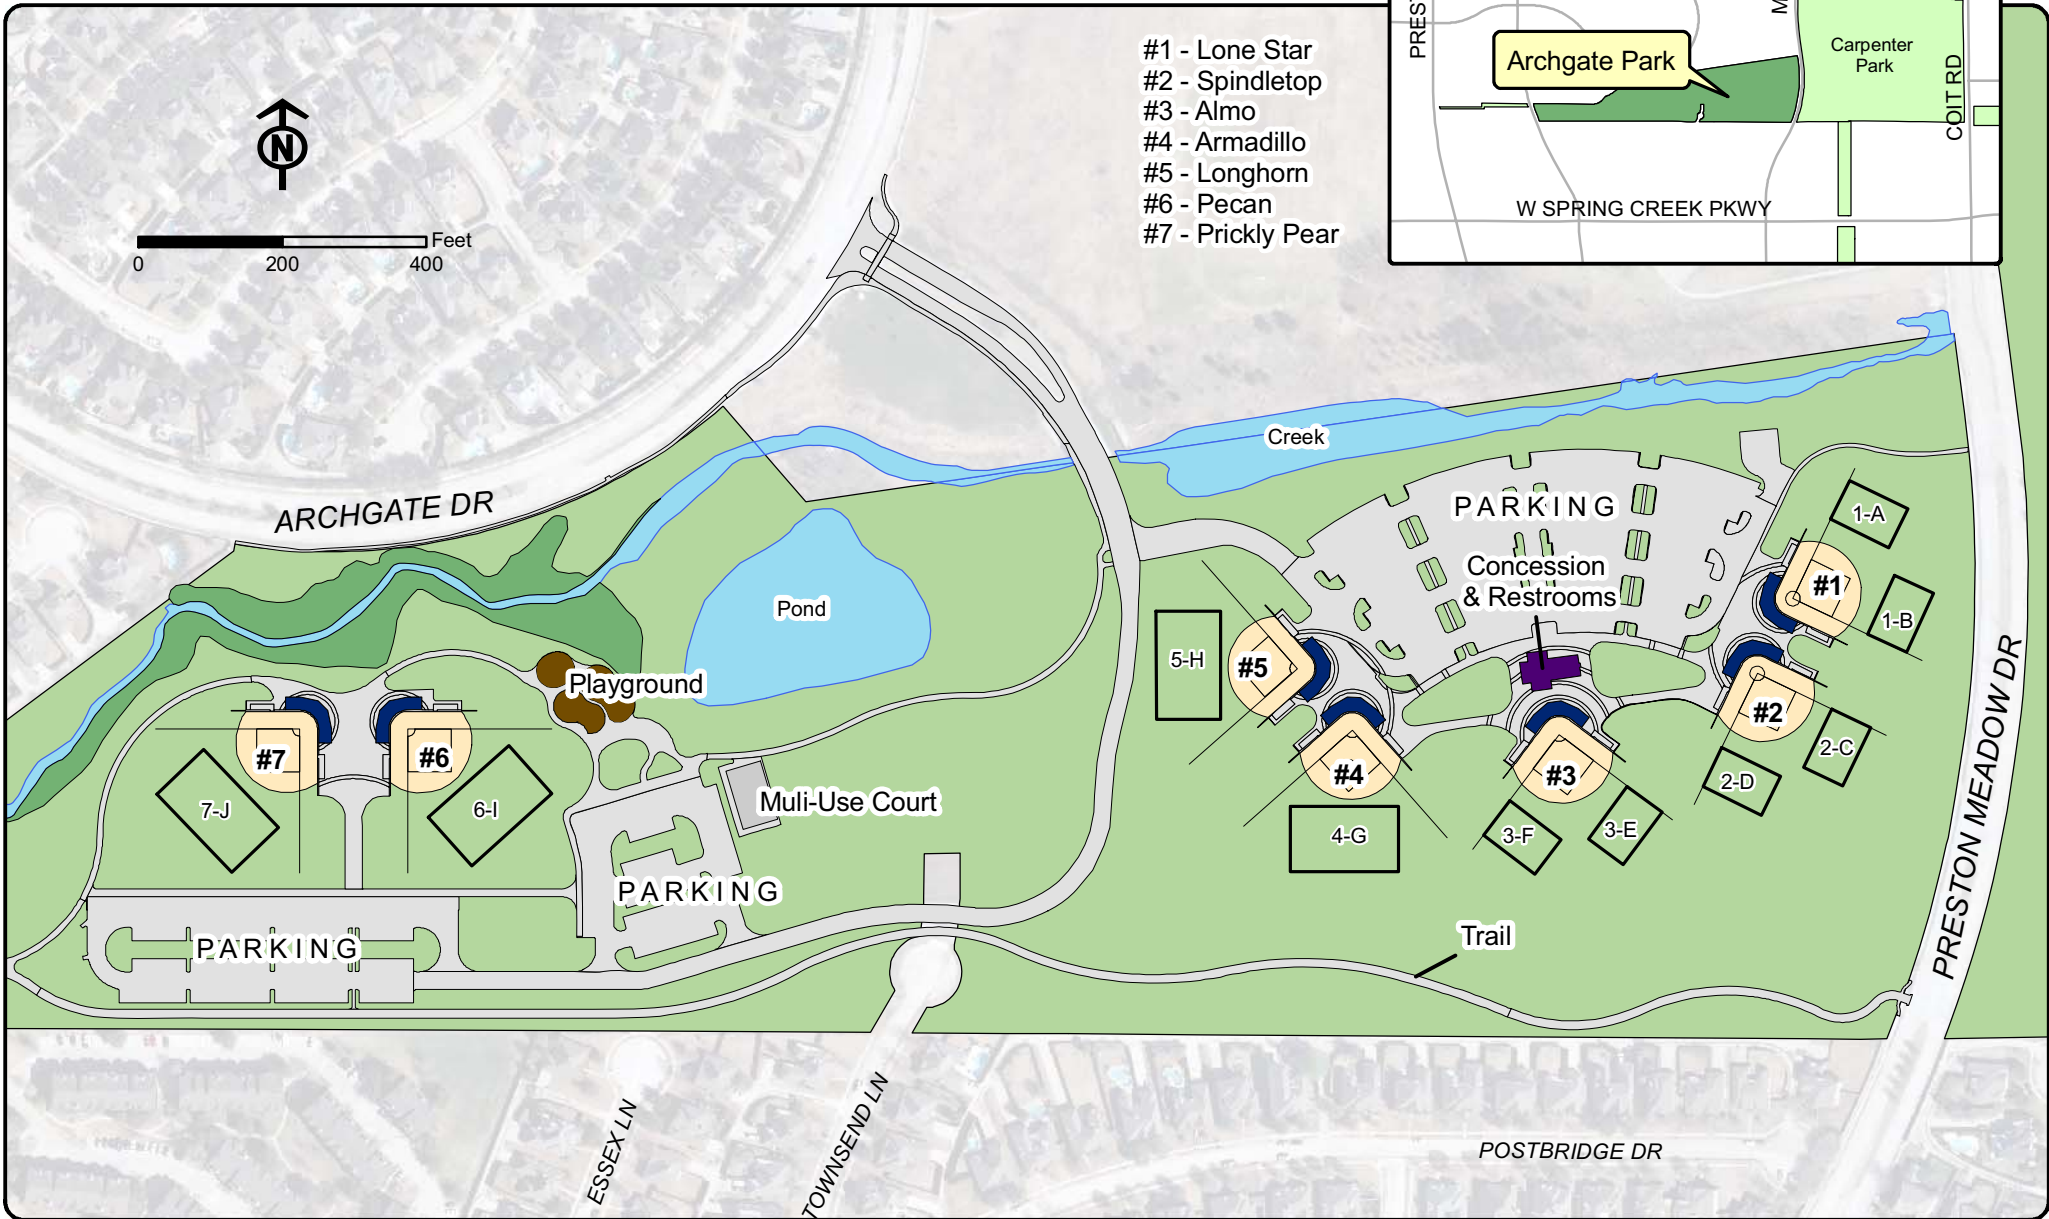 #1 - Lone Star
#2 - Spindletop
#3 - Almo
#4 - Armadillo
#5 - Longhorn
#6 - Pecan
#7 - Prickly Pear
PRES
M
Carpenter
Park
Archgate Park
COIT RD
W SPRING CREEK PKWY
N
Feet
0 200 400
Creek
ARCHGATE DR
PARKING
1-A
Concession
& Restrooms
#1
1-B
Pond
5-H
#5
Playground
#2
2-C
2-D
#7
#6
#4
#3
7-J
6-I
Muli-Use Court
4-G
3-F
3-E
PARKING
PARKING
Trail
PRESTON MEADOW DR
ESSEX LN
TOWNSEND LN
POSTBRIDGE DR